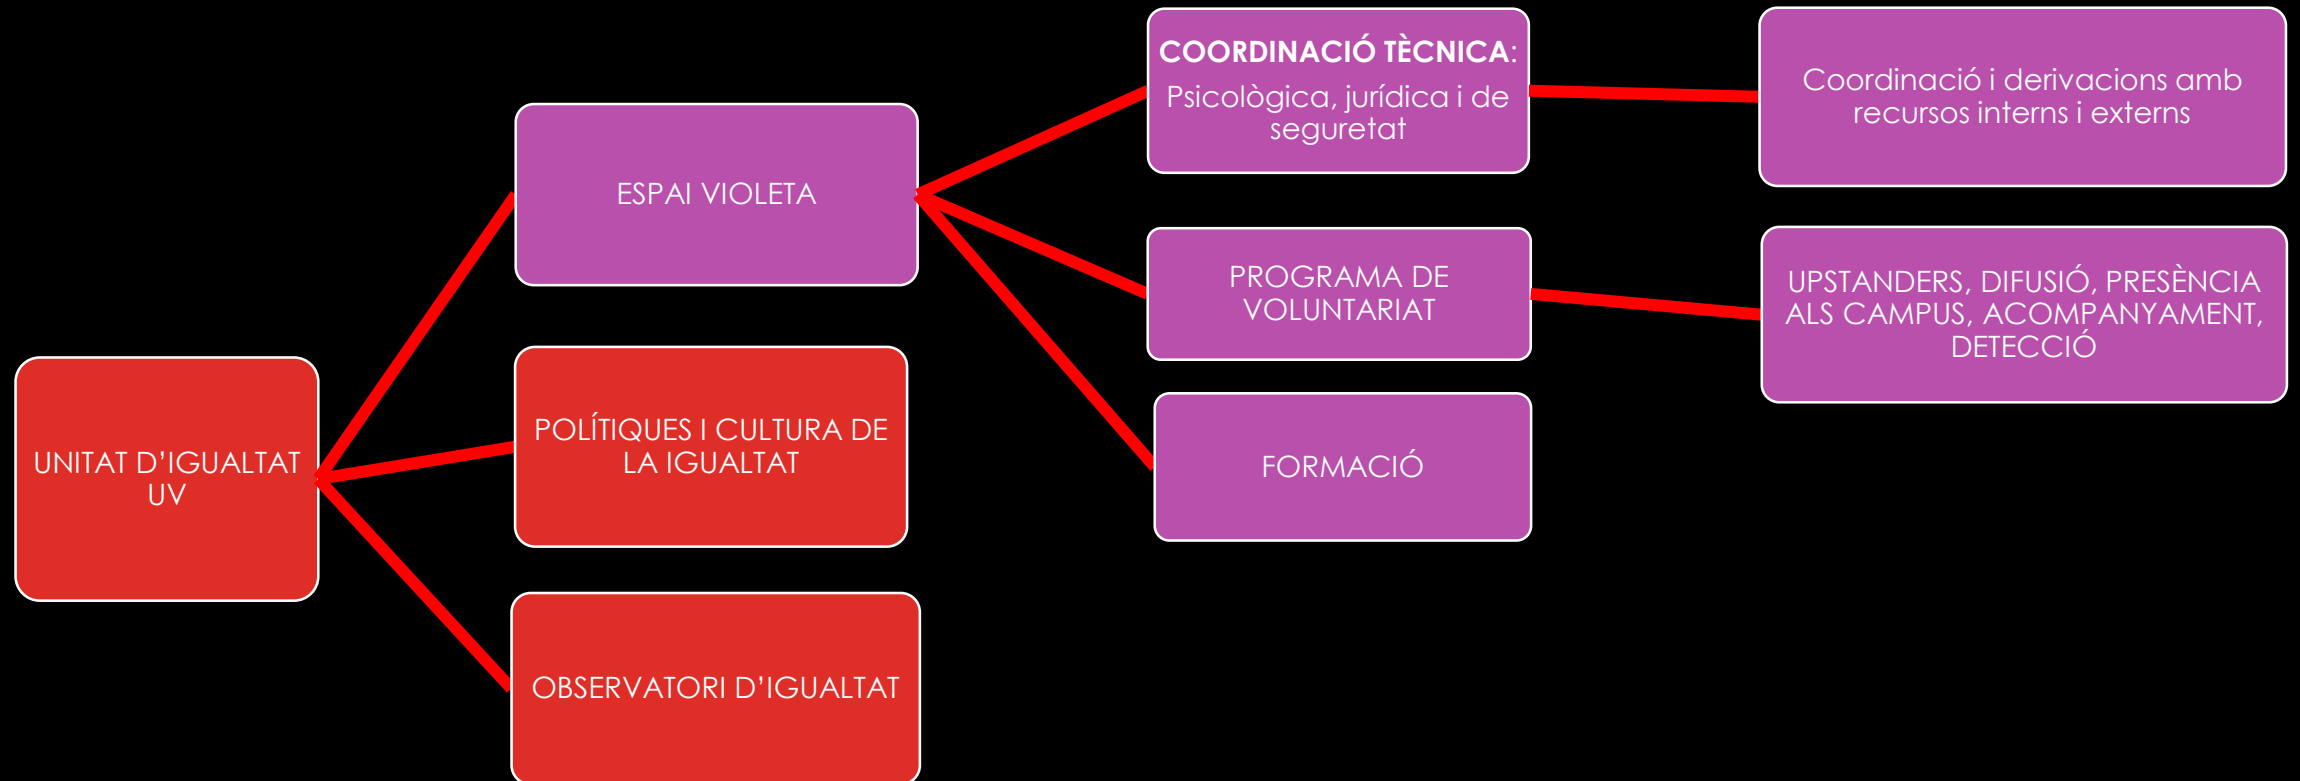 UNITAT D’IGUALTAT
UV
ESPAI VIOLETA
POLÍTIQUES I CULTURA DE
LA IGUALTAT
OBSERVATORI D’IGUALTAT
COORDINACIÓ TÈCNICA:
Psicològica, jurídica i de
seguretat
PROGRAMA DE
VOLUNTARIAT
FORMACIÓ
Coordinació i derivacions amb
recursos interns i externs
UPSTANDERS, DIFUSIÓ, PRESÈNCIA
ALS CAMPUS, ACOMPANYAMENT,
DETECCIÓ